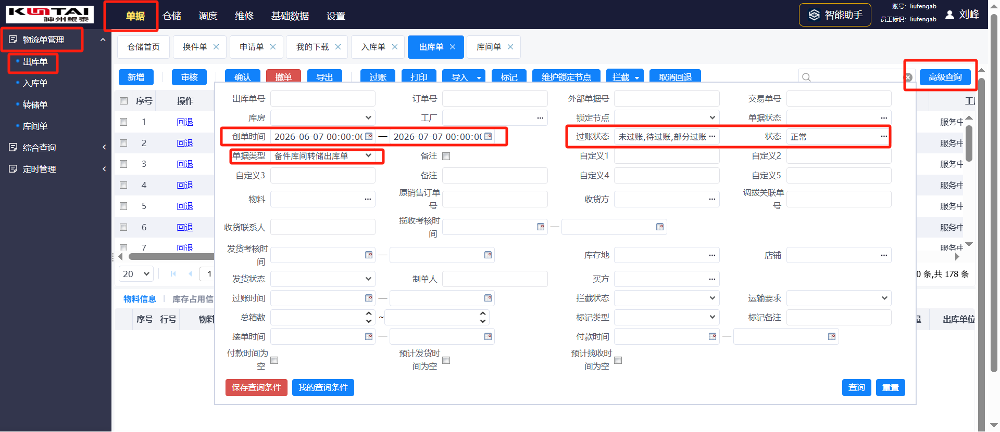 KUNTAI
神州鲲泰
单据
仓储
调度
维修
基础数据
设置
智能助手
账号: liufengab
员工标识: liufengab
刘峰
物流单管理
出库单
入库单
转储单
库间单
综合查询
定时管理
仓储首页
换件单
申请单
我的下载
入库单
出库单
库间单
新增
审核
确认
撤单
导出
过账
打印
导入
标记
维护锁定节点
拦截
取消回退
高级查询
序号
操作
1
回退
服务中
2
回退
服务中
3
回退
服务中
4
回退
服务中
5
回退
服务中
6
回退
服务中
7
回退
服务中
出库单号
订单号
外部单据号
交易单号
库房
工厂
锁定节点
单据状态
创单时间
2026-06-07 00:00:0
—
2026-07-07 00:00:0
过账状态
未过账,待过账,部分过账
状态
正常
单据类型
备件库间转储出库单
备注
自定义1
自定义2
自定义3
备注
自定义4
自定义5
物料
原销售订单号
收货方
调拨关联单号
收货联系人
揽收考核时间
—
发货考核时间
—
库存地
店铺
发货状态
制单人
买方
过账时间
—
拦截状态
运输要求
总箱数
~
标记类型
标记备注
接单时间
—
付款时间
—
付款时间为空
预计发货时间为空
预计揽收时间为空
保存查询条件
我的查询条件
查询
重置
20
1
0 条,共 178 条
物料信息
库存占用信
序号
行号
物料
出库单位